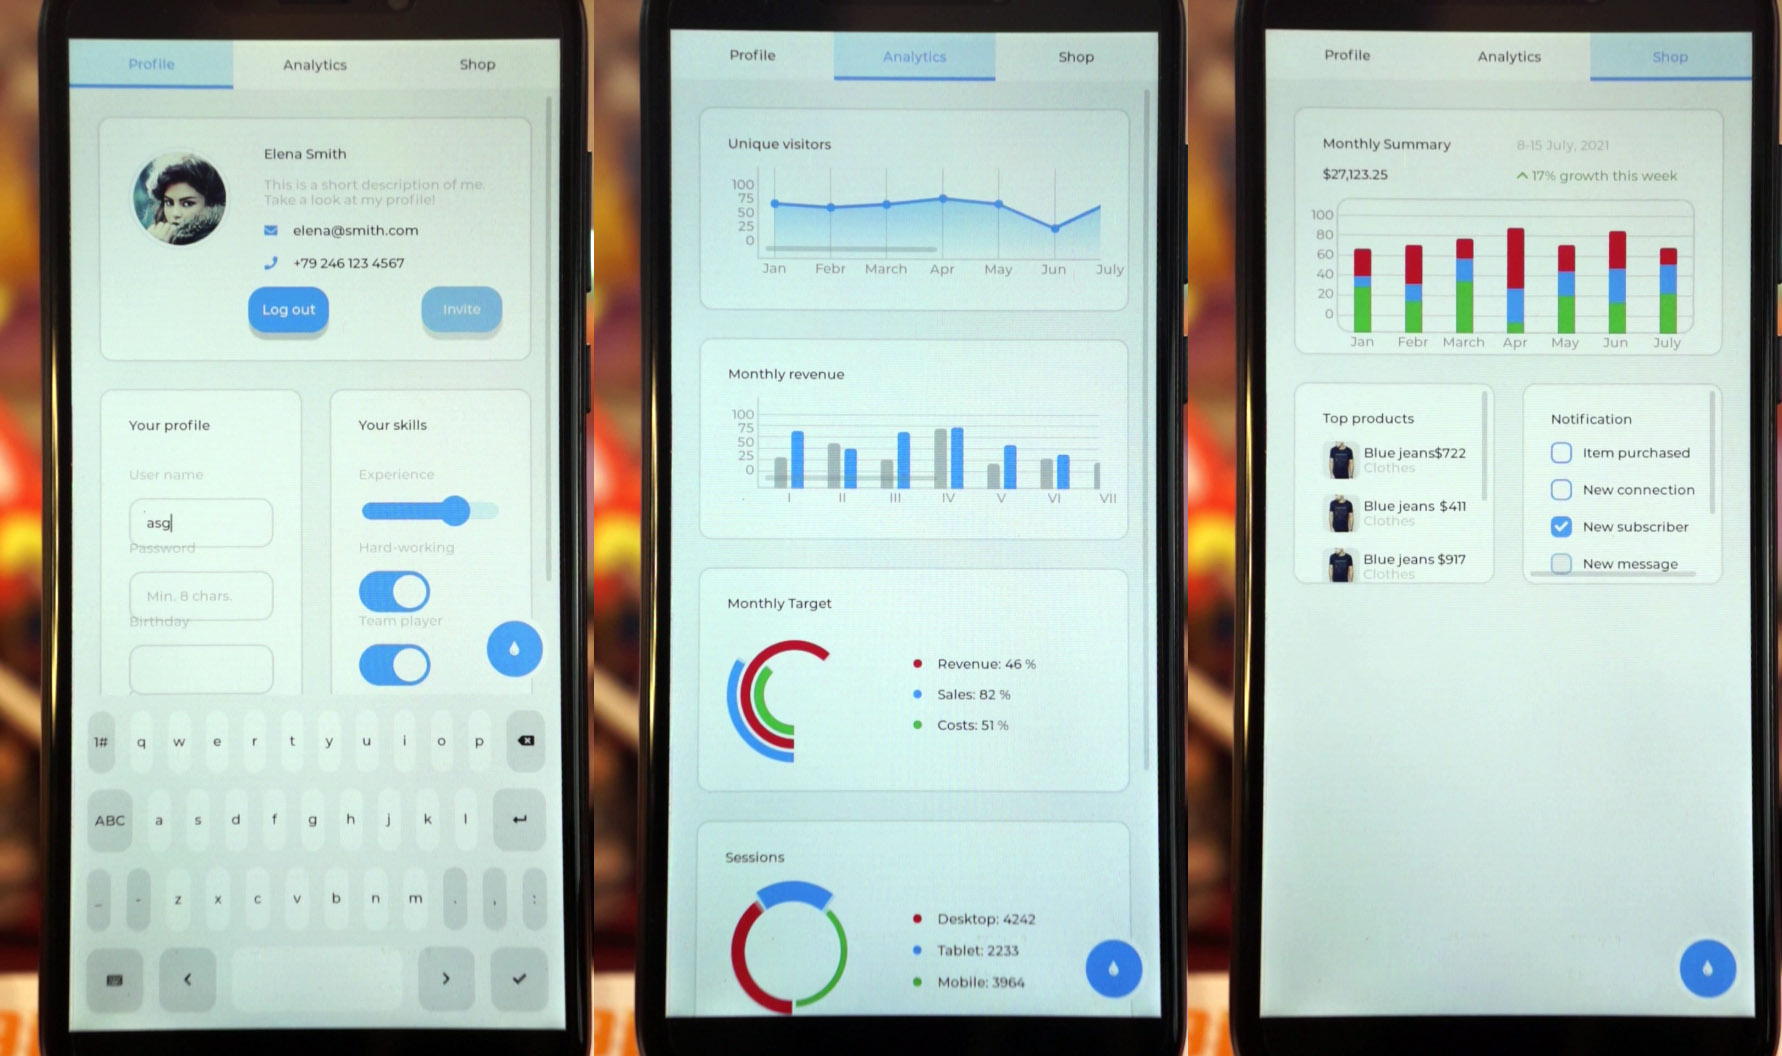 Profile
Analytics
Shop
Elena Smith
This is a short description of me.
Take a look at my profile!
elena@smith.com
+79 246 123 4567
Log out
Invite
Your profile
User name
asg
Password
Min. 8 chars.
Birthday
Your skills
Experience
Hard-working
Team player
1# q w e r t y u i o p
ABC a s d f g h j k l
_ - z x c v b n m . , :
Profile
Analytics
Shop
Unique visitors
100
75
50
25
0
Jan Febr March Apr May Jun July
Monthly revenue
100
75
50
25
0
I II III IV V VI VII
Monthly Target
Revenue: 46 %
Sales: 82 %
Costs: 51 %
Sessions
Desktop: 4242
Tablet: 2233
Mobile: 3964
Profile
Analytics
Shop
Monthly Summary
8-15 July, 2021
$27,123.25
17% growth this week
100
80
60
40
20
0
Jan Febr March Apr May Jun July
Top products
Blue jeans$722
Clothes
Blue jeans $411
Clothes
Blue jeans $917
Clothes
Notification
Item purchased
New connection
New subscriber
New message